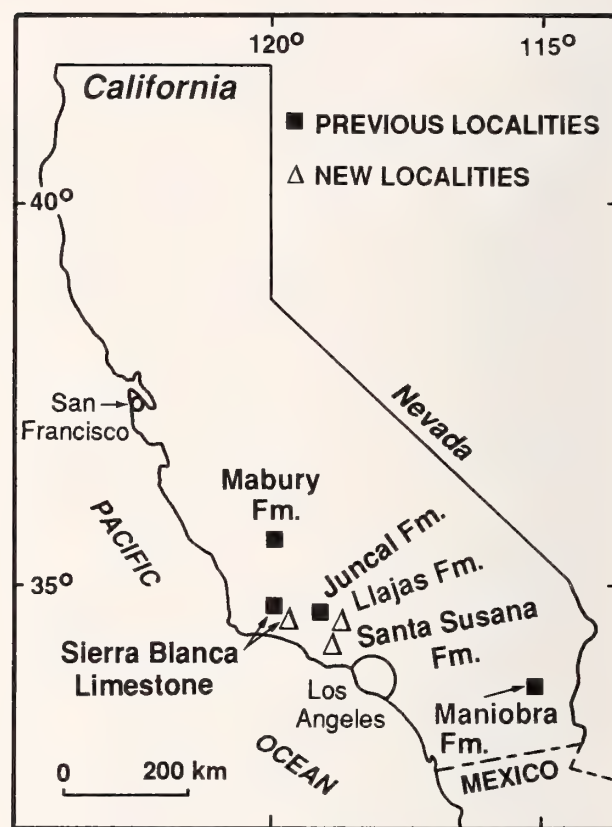 120° 115°
California
■ PREVIOUS LOCALITIES
△ NEW LOCALITIES
40°
Nevada
San
Francisco
Mabury
Fm.
PACIFIC
Juncal Fm.
Llajas Fm.
35°
Santa Susana
Fm.
Sierra Blanca
Limestone
Los
Angeles
Maniobra
Fm.
OCEAN
MEXICO
0 200 km